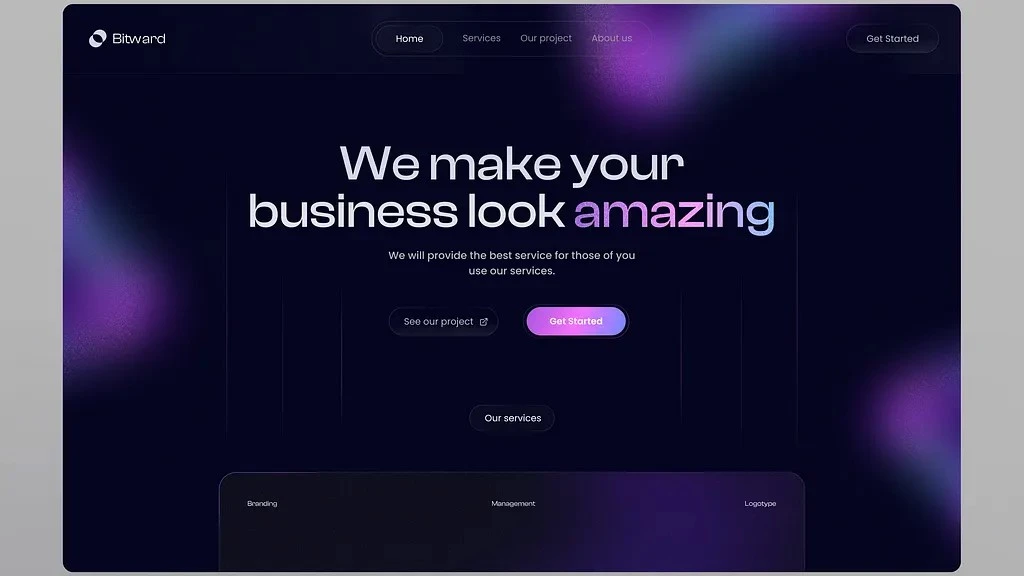 Bitward
Home
Services
Our project
About us
Get Started
We make your
business look amazing
We will provide the best service for those of you
use our services.
See our project
Get Started
Our services
Branding
Management
Logotype